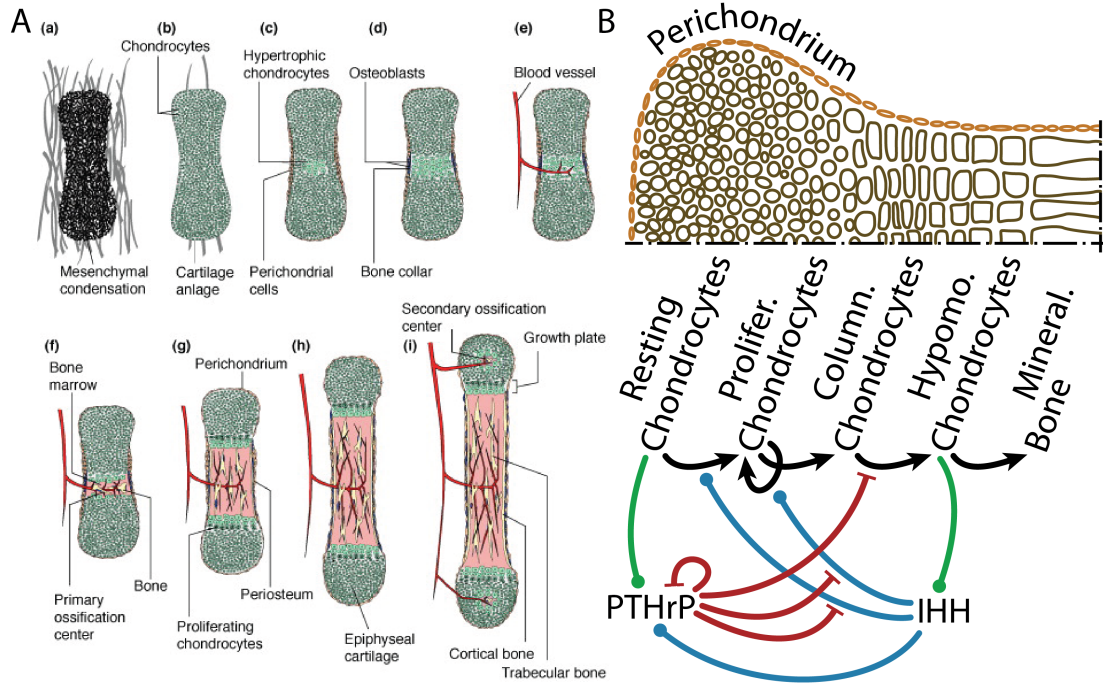 A
(a)
(b)
(c)
(d)
(e)
Chondrocytes
Hypertrophic
chondrocytes
Osteoblasts
Blood vessel
Mesenchymal
condensation
Cartilage
anlage
Perichondrial
cells
Bone collar
(f)
(g)
(h)
(i)
Bone
marrow
Perichondrium
Secondary ossification
center
Growth plate
Primary
ossification
center
Bone
Proliferating
chondrocytes
Periosteum
Epiphyseal
cartilage
Cortical bone
Trabecular bone
B
Perichondrium
Resting
Chondrocytes
Prolifer.
Chondrocytes
Column.
Chondrocytes
Hypomo.
Chondrocytes
Mineral.
Bone
PTHrP
IHH